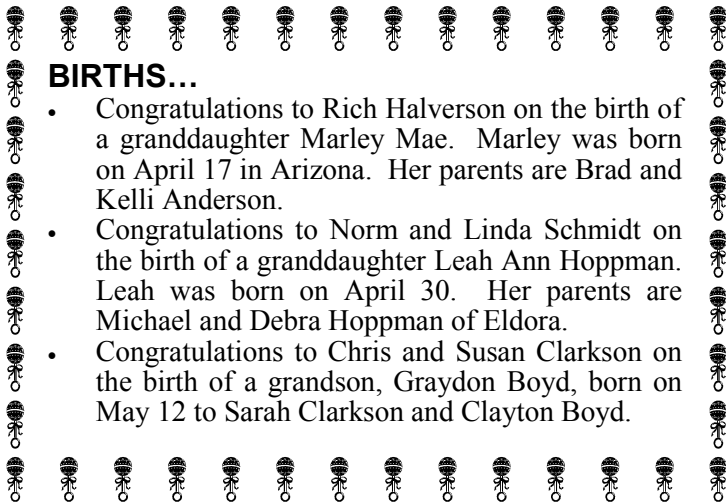 BIRTHS…
• Congratulations to Rich Halverson on the birth of
a granddaughter Marley Mae. Marley was born
on April 17 in Arizona. Her parents are Brad and
Kelli Anderson.
• Congratulations to Norm and Linda Schmidt on
the birth of a granddaughter Leah Ann Hoppman.
Leah was born on April 30. Her parents are
Michael and Debra Hoppman of Eldora.
• Congratulations to Chris and Susan Clarkson on
the birth of a grandson, Graydon Boyd, born on
May 12 to Sarah Clarkson and Clayton Boyd.